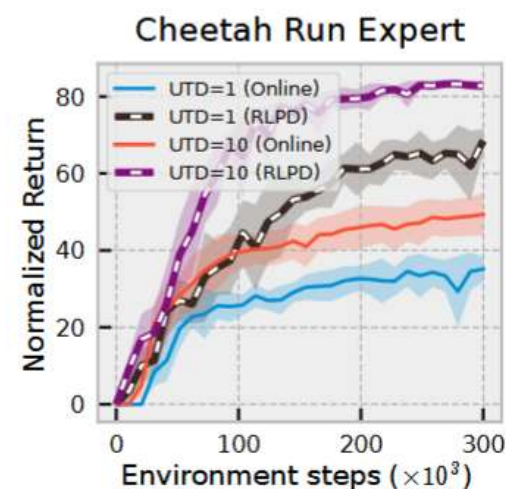 Cheetah Run Expert
Normalized Return
80
60
40
20
0
UTD=1 (Online)
UTD=1 (RLPD)
UTD=10 (Online)
UTD=10 (RLPD)
0 100 200 300
Environment steps (×10³)